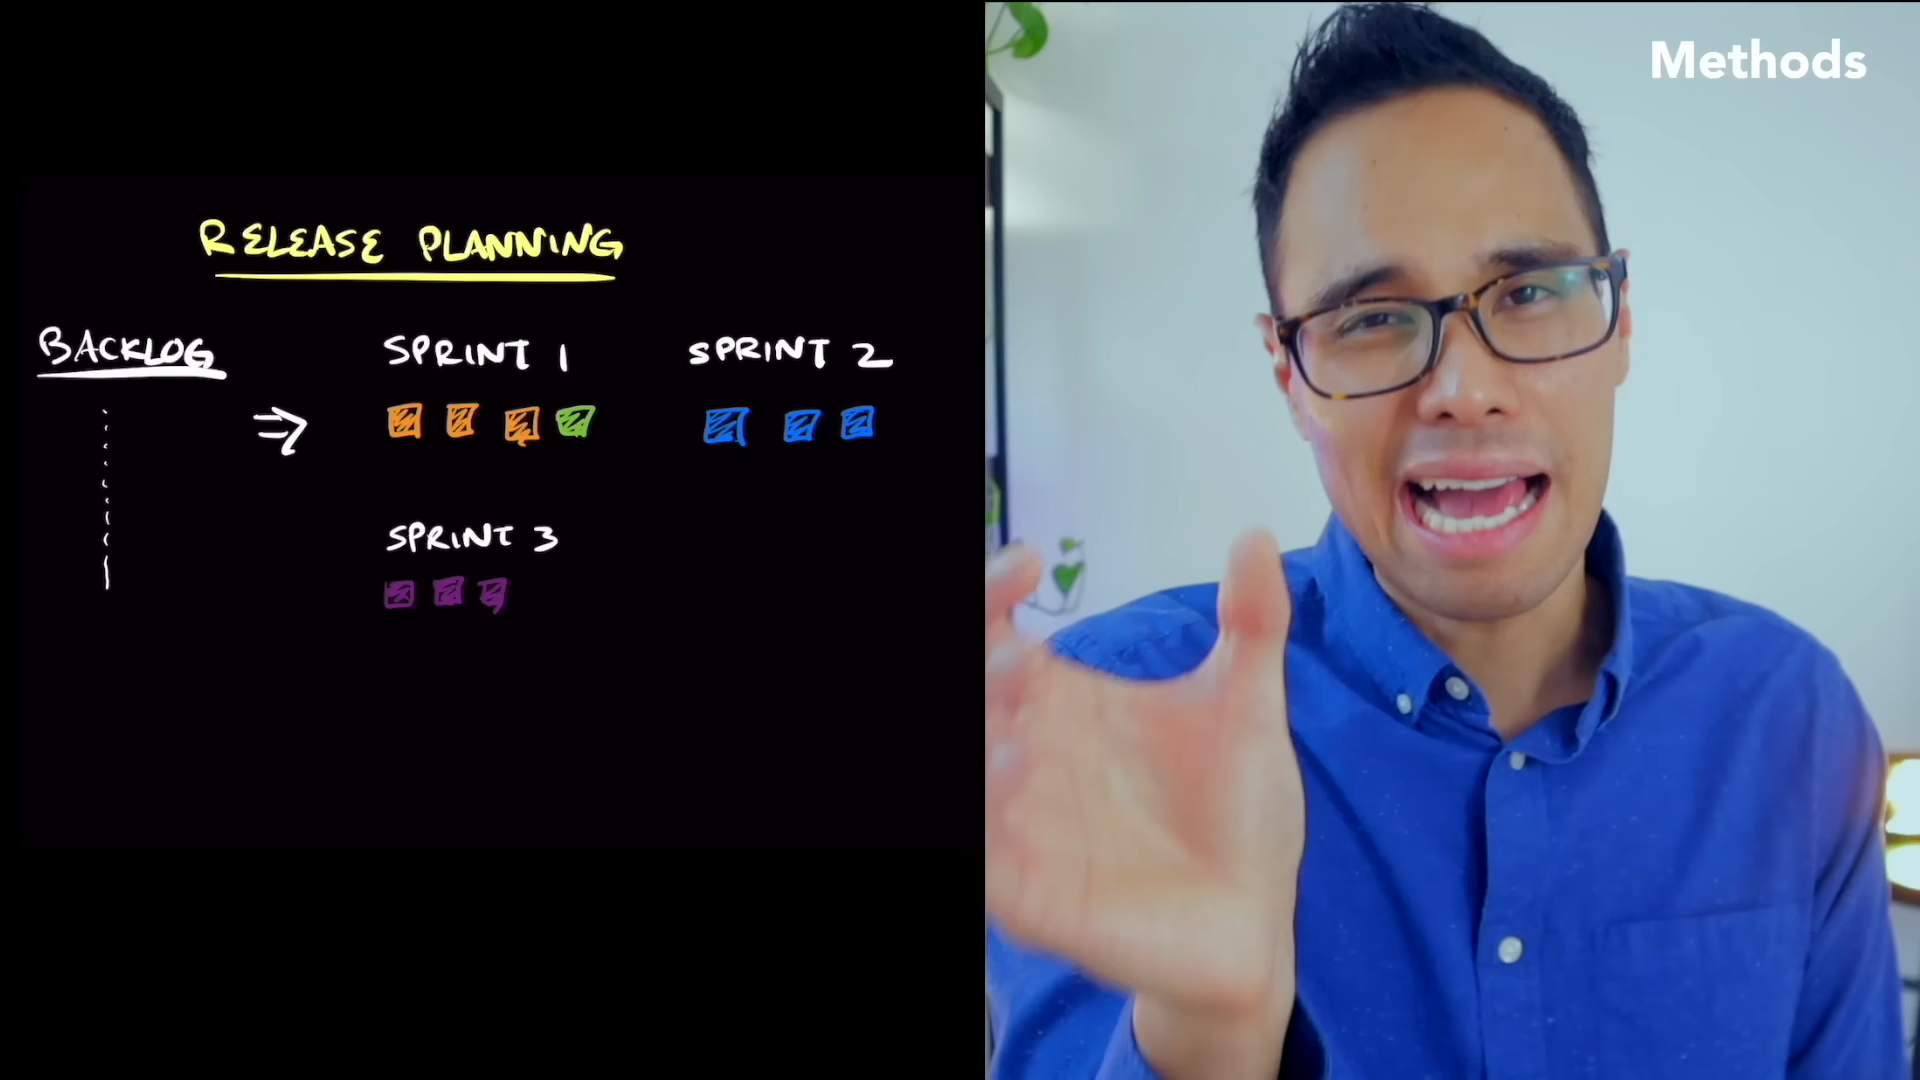 Methods
RELEASE PLANNING
BACKLOG
SPRINT 1
SPRINT 2
SPRINT 3